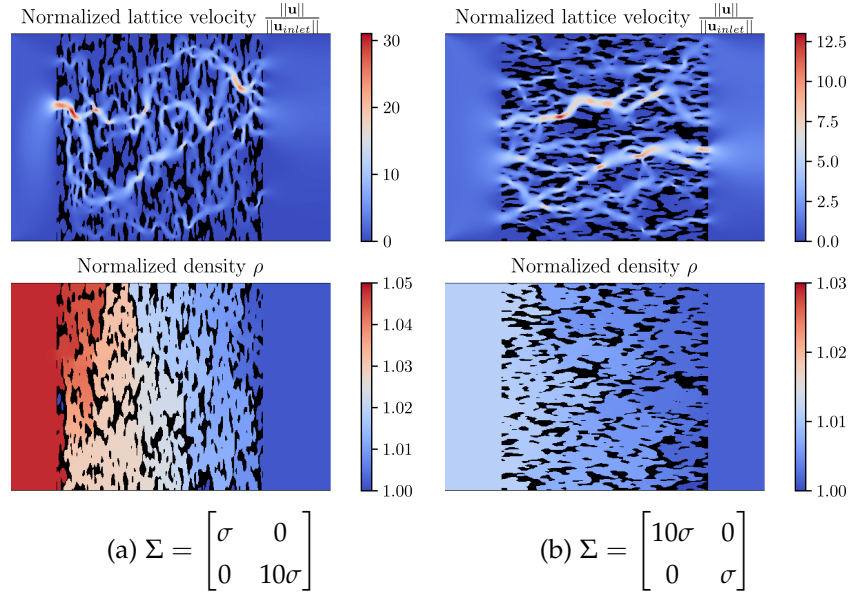 Normalized lattice velocity ||u|| / ||u_inlet||
30
20
10
0
Normalized lattice velocity ||u|| / ||u_inlet||
12.5
10.0
7.5
5.0
2.5
0.0
Normalized density ρ
1.05
1.04
1.03
1.02
1.01
1.00
Normalized density ρ
1.03
1.02
1.01
1.00
(a) Σ = [σ 0
0 10σ]
(b) Σ = [10σ 0
0 σ]